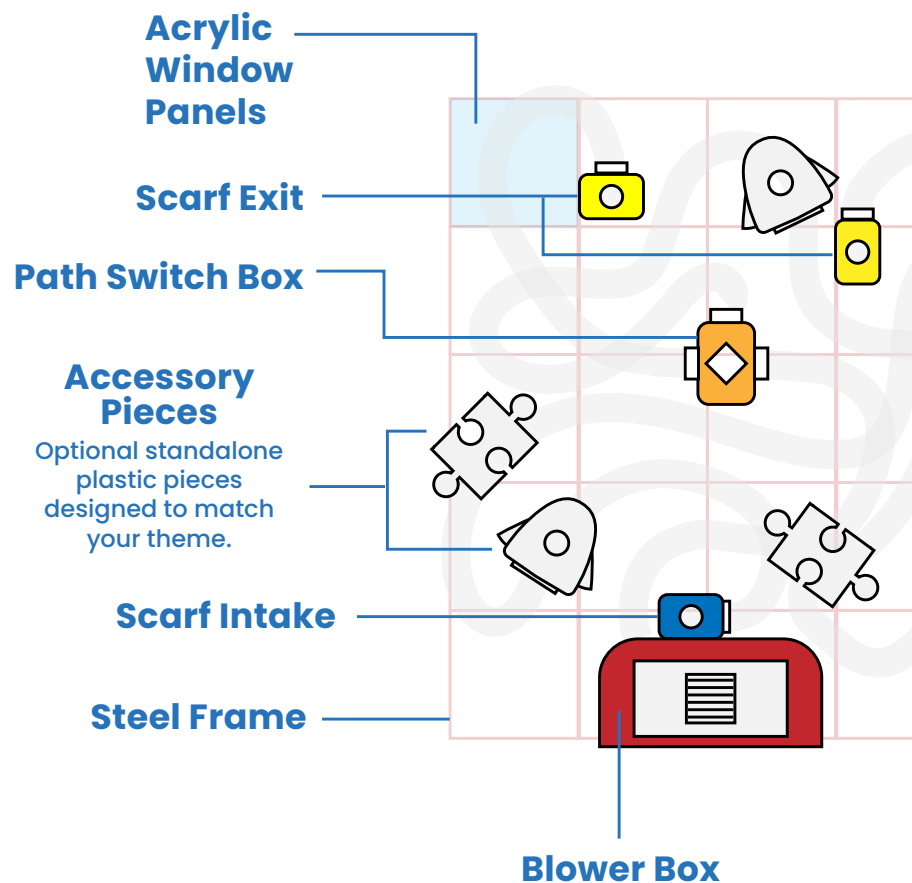 Acrylic
Window
Panels
Scarf Exit
Path Switch Box
Accessory
Pieces
Optional standalone
plastic pieces
designed to match
your theme.
Scarf Intake
Steel Frame
Blower Box